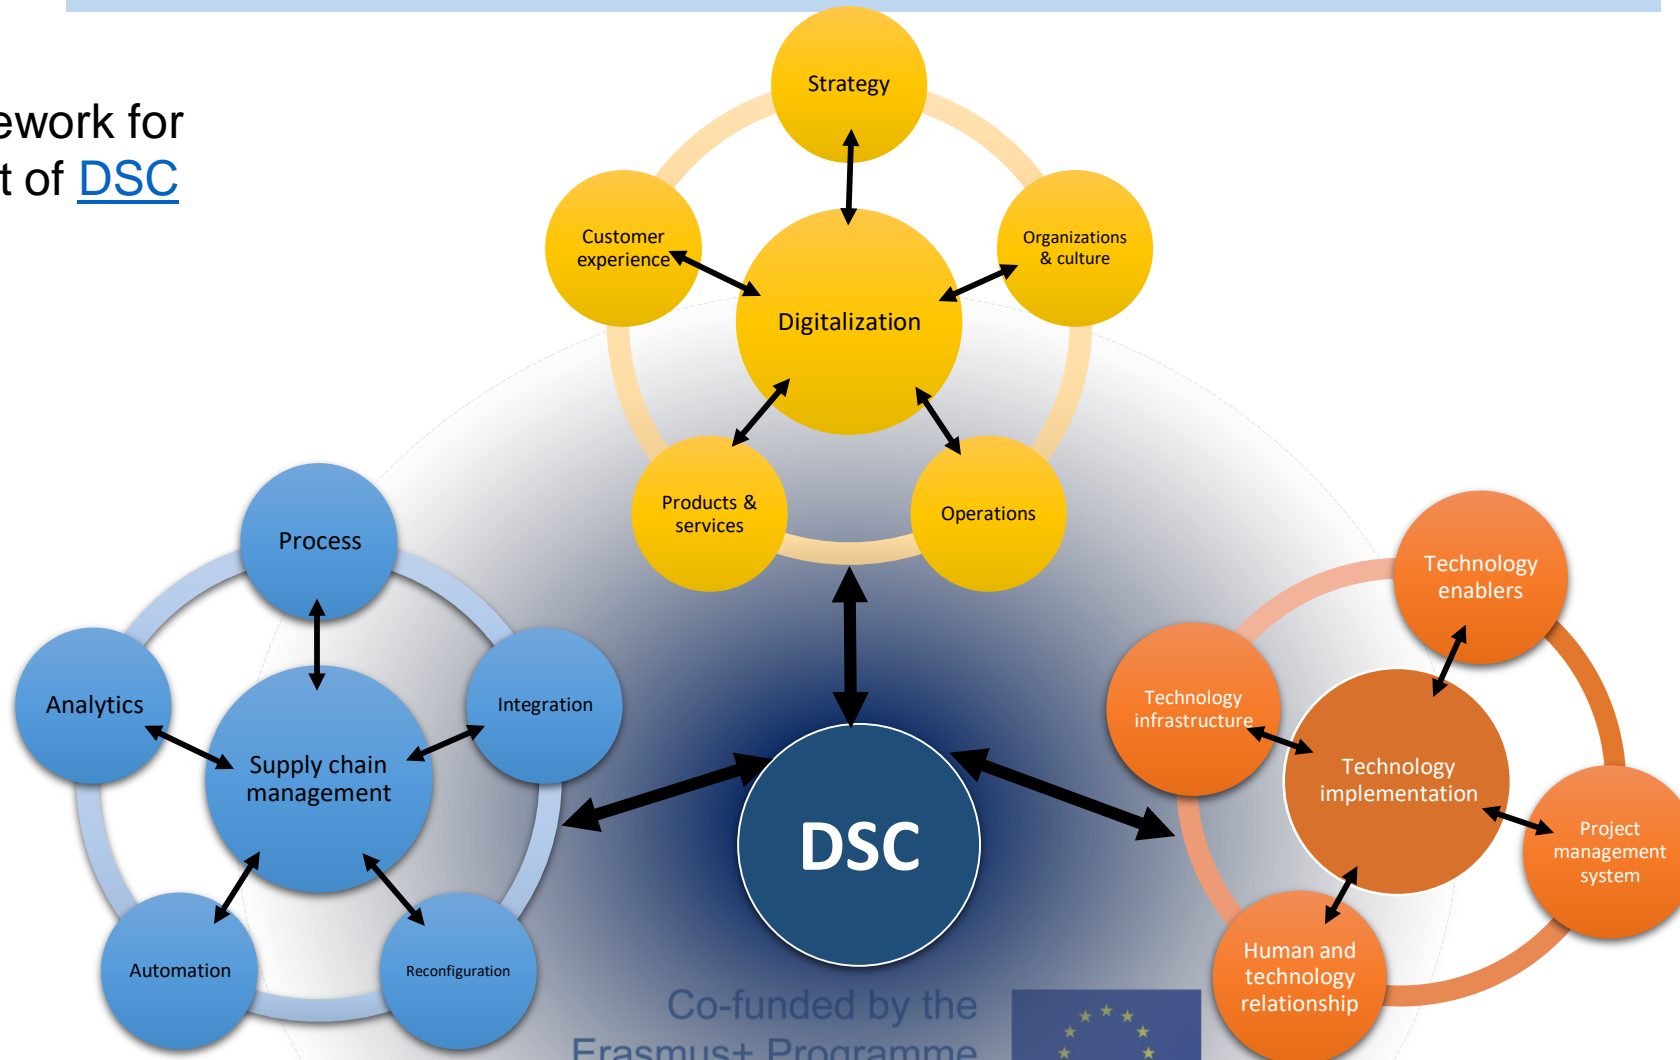 ework for
t of DSC
Strategy
Customer
experience
Organizations
& culture
Digitalization
Products &
services
Operations
Process
Analytics
Integration
Supply chain
management
Automation
Reconfiguration
DSC
Technology
enablers
Technology
infrastructure
Technology
implementation
Project
management
system
Human and
technology
relationship
Co-funded by the
Erasmus+ Programme